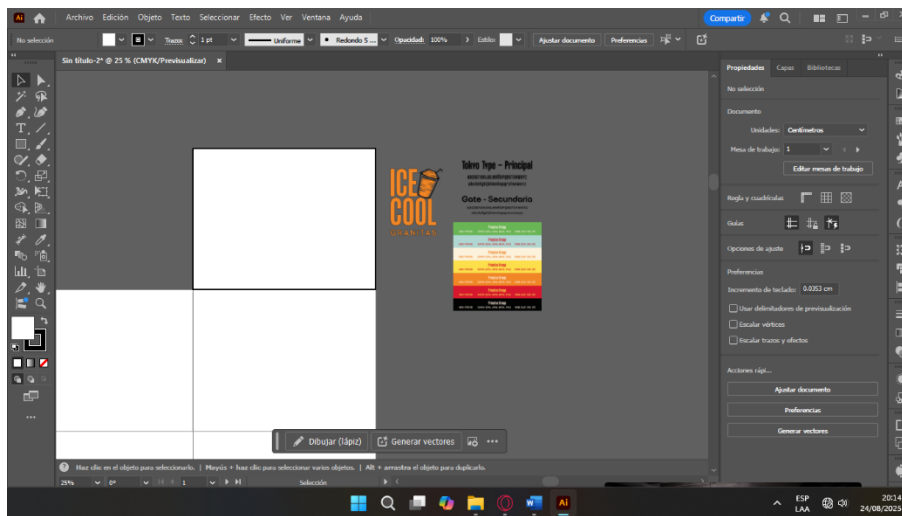 Archivo Edición Objeto Texto Seleccionar Efecto Ver Ventana Ayuda
Compartir
No selección
Trazo: 1 pt
Uniforme
Redondo 5 ...
Opacidad: 100%
Estilo:
Ajustar documento
Preferencias
Sin título-2* @ 25 % (CMYK/Previsualizar) ×
Propiedades Capas Bibliotecas
No selección
Documento
Unidades: Centímetros
Mesa de trabajo: 1
Editar mesas de trabajo
Regla y cuadrículas
Guías
Opciones de ajuste
Preferencias
Incremento de teclado: 0.0353 cm
Usar delimitadores de previsualización
Escalar vértices
Escalar trazos y efectos
Acciones rápi...
Ajustar documento
Preferencias
Generar vectores
ICE
COOL
GRANITAS
Tokyo Type – Principal
Gote - Secundaria
Dibujar (lápiz)
Generar vectores
Haz clic en el objeto para seleccionarlo. | Mayús + haz clic para seleccionar varios objetos. | Alt + arrastra el objeto para duplicarlo.
25% 0° 1 Selección
ESP
LAA
20:14
24/08/2025